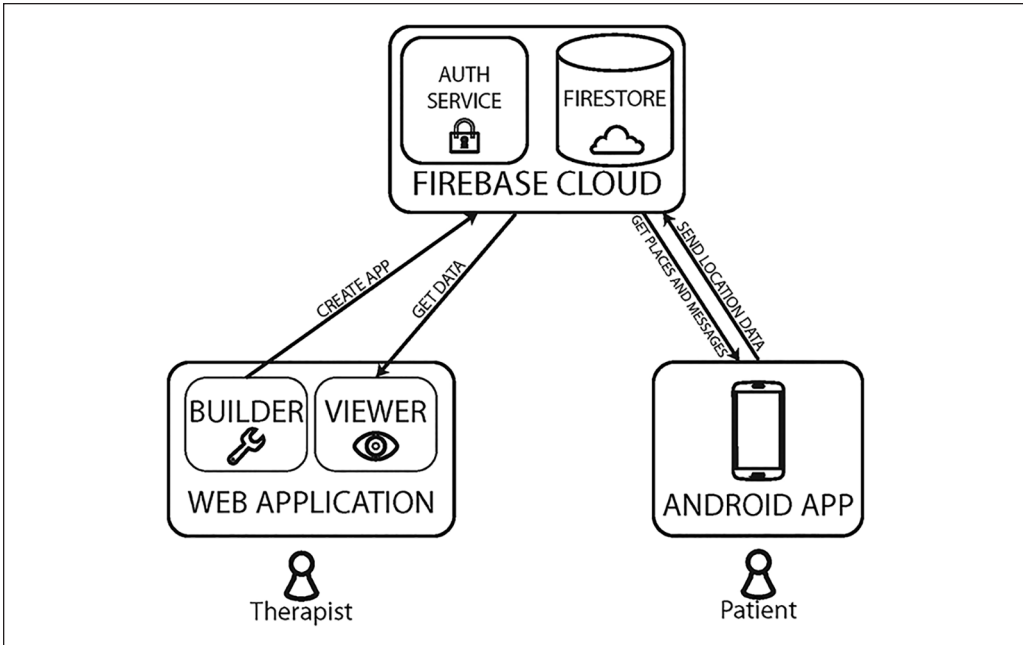 AUTH
SERVICE
FIRESTORE
FIREBASE CLOUD
CREATE APP
GET DATA
GET PLACES AND MESSAGES
SEND LOCATION DATA
BUILDER
VIEWER
WEB APPLICATION
ANDROID APP
Therapist
Patient